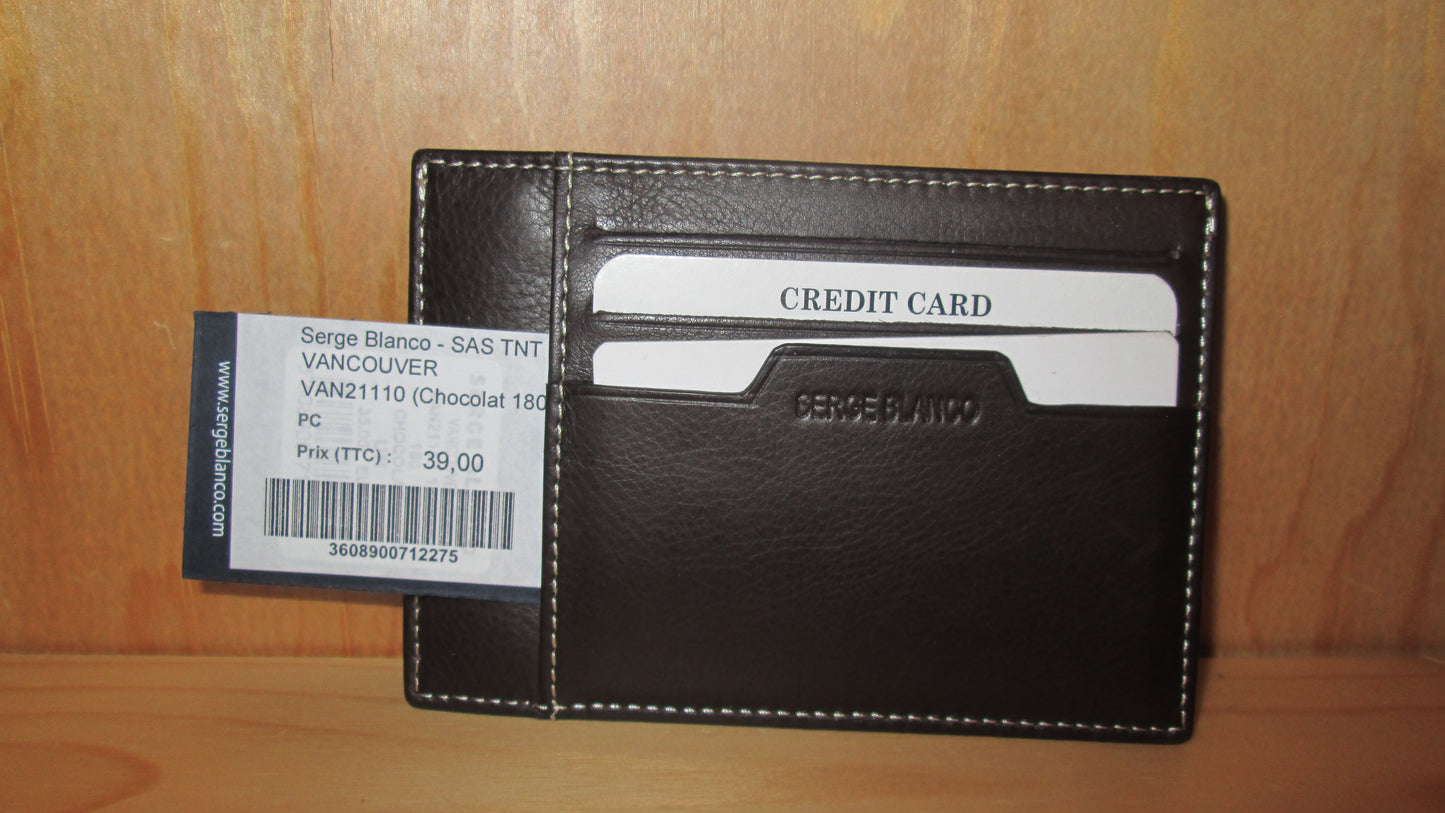 Serge Blanco - SAS TNT
VANCOUVER
VAN21110 (Chocolat 180
PC
Prix (TTC) : 39,00
3608900712275
www.sergeblanco.com
CREDIT CARD
SERGE BLANCO